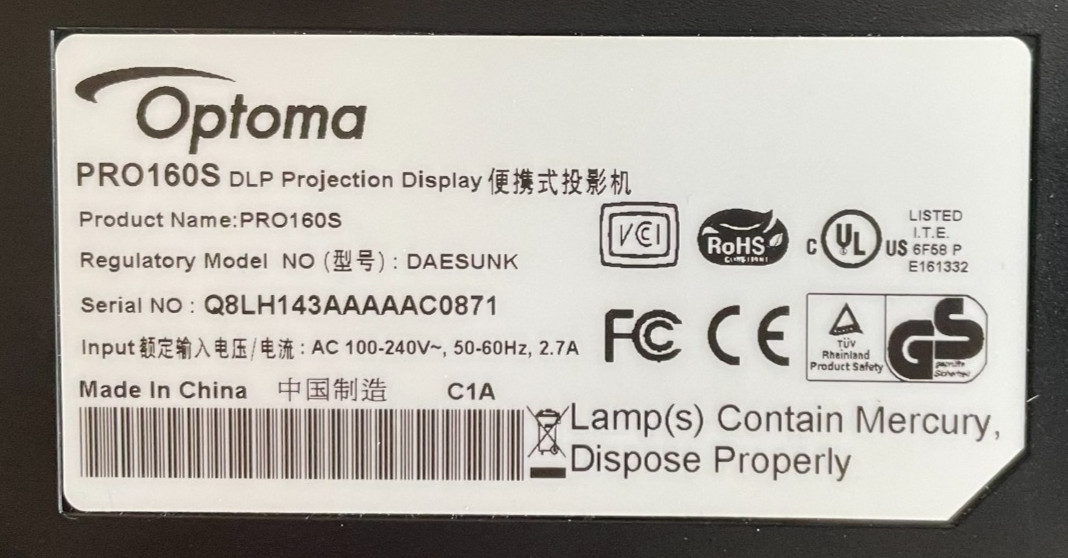 Optoma
PRO160S DLP Projection Display 便携式投影机
Product Name:PRO160S
Regulatory Model NO (型号) : DAESUNK
Serial NO : Q8LH143AAAAAC0871
Input 额定输入电压/电流 : AC 100-240V~, 50-60Hz, 2.7A
Made In China 中国制造 C1A
VCI
RoHS
COMPLIANT
C UL US
LISTED
I.T.E.
6F58 P
E161332
FC CE
TÜV
Rheinland
Product Safety
GS
geprüfte
Sicherheit
Lamp(s) Contain Mercury,
Dispose Properly